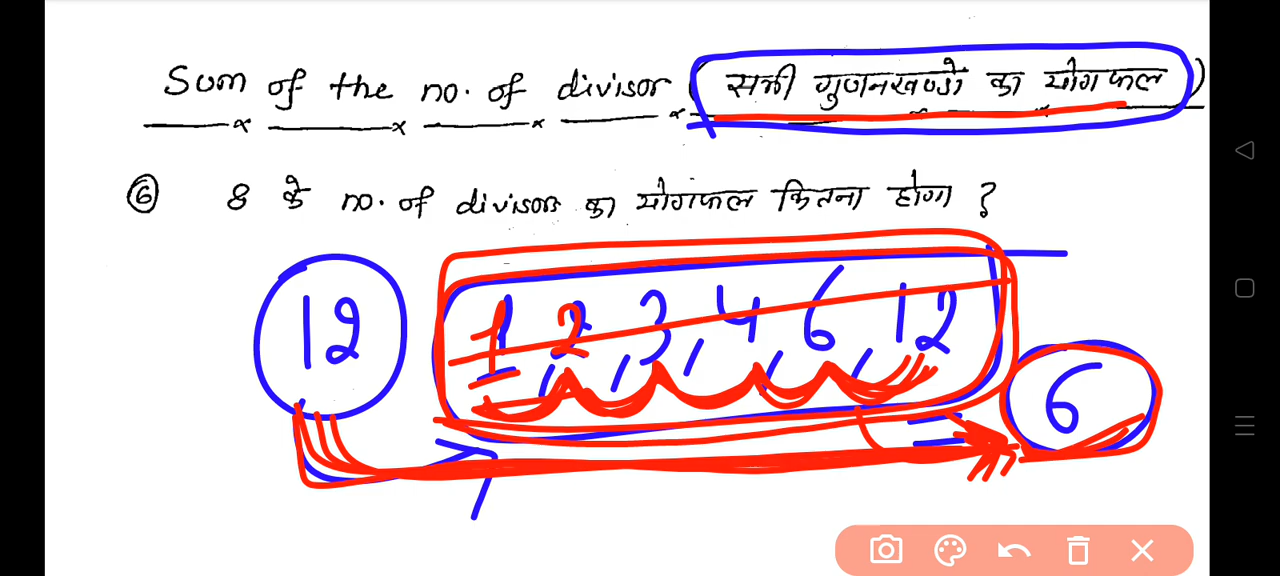 Sum of the no. of divisor (सभी गुणनखण्डो का योगफल)
⑥ 8 के no. of divisors का योगफल कितना होगा ?
12 1, 2, 3, 4, 6, 12 = 6